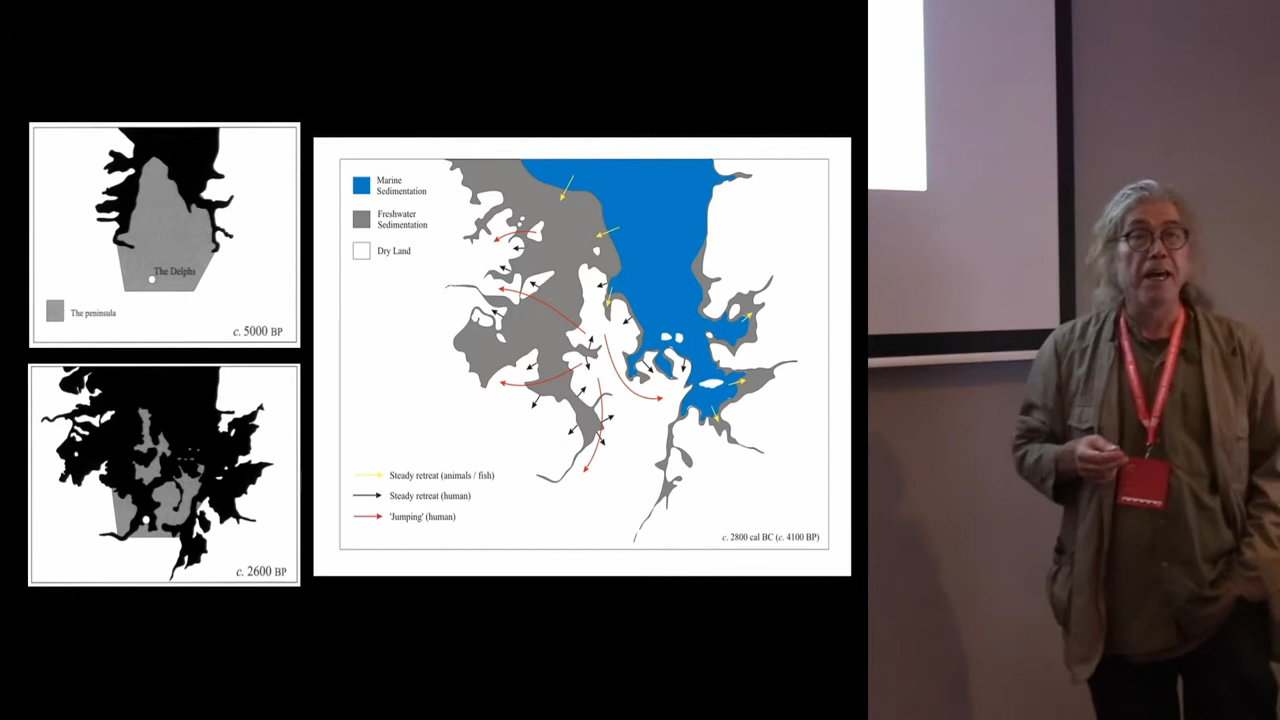 The Delphs
The peninsula
c. 5000 BP
c. 2600 BP
Marine
Sedimentation
Freshwater
Sedimentation
Dry Land
Steady retreat (animals / fish)
Steady retreat (human)
'Jumping' (human)
c. 2800 cal BC (c. 4100 BP)